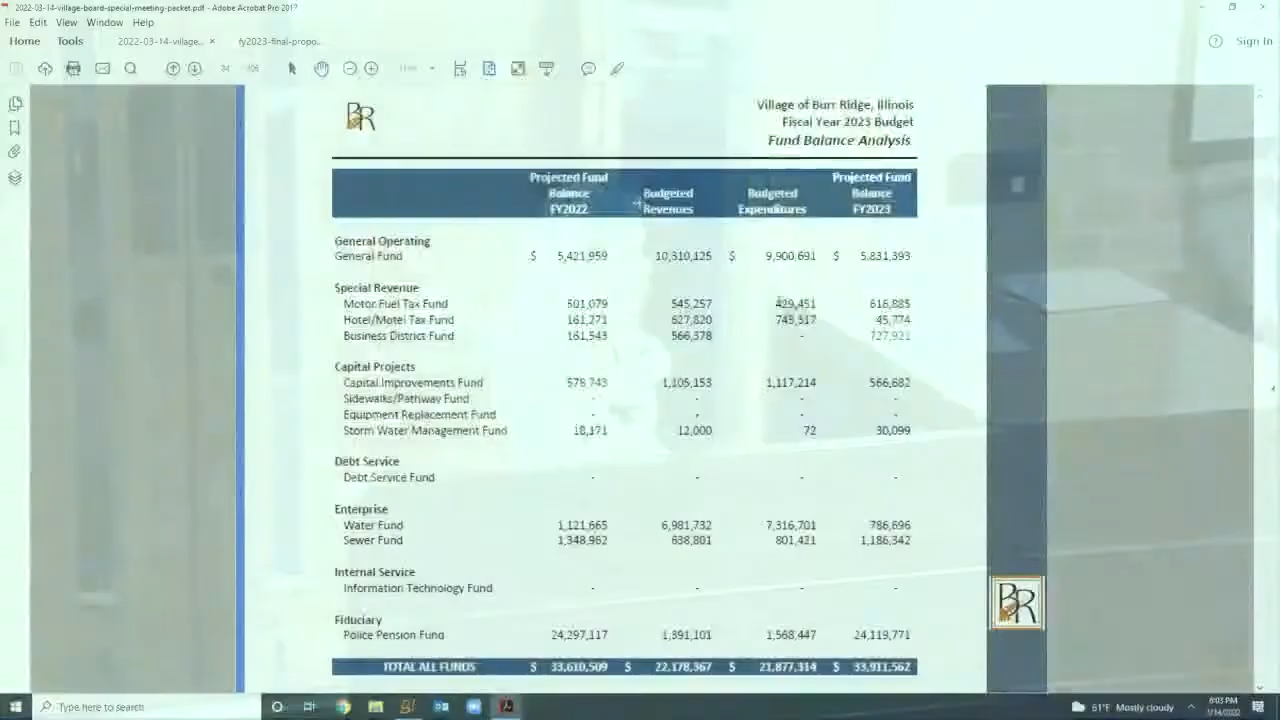 2022-03-14-village-board-special-meeting-packet.pdf - Adobe Acrobat Pro 2017
File Edit View Window Help
Home Tools 2022-03-14-village... × fy2023-final-propo...
Sign In
BR
Village of Burr Ridge, Illinois
Fiscal Year 2023 Budget
Fund Balance Analysis
Projected Fund Balance FY2022 Budgeted Revenues Budgeted Expenditures Projected Fund Balance FY2023
General Operating
General Fund $ 5,421,959 10,310,125 $ 9,900,691 $ 5,831,393
Special Revenue
Motor Fuel Tax Fund 501,079 545,257 429,451 616,885
Hotel/Motel Tax Fund 161,271 627,820 743,317 45,774
Business District Fund 161,543 566,378 - 727,921
Capital Projects
Capital Improvements Fund 578,743 1,105,153 1,117,214 566,682
Sidewalks/Pathway Fund - - - -
Equipment Replacement Fund - - - -
Storm Water Management Fund 18,171 12,000 72 30,099
Debt Service
Debt Service Fund - - - -
Enterprise
Water Fund 1,121,665 6,981,732 7,316,701 786,696
Sewer Fund 1,348,962 638,801 801,421 1,186,342
Internal Service
Information Technology Fund - - - -
Fiduciary
Police Pension Fund 24,297,117 1,391,101 1,568,447 24,119,771
TOTAL ALL FUNDS $ 33,610,509 $ 22,178,367 $ 21,877,314 $ 33,911,562
BR
Type here to search
51°F Mostly cloudy
6:03 PM